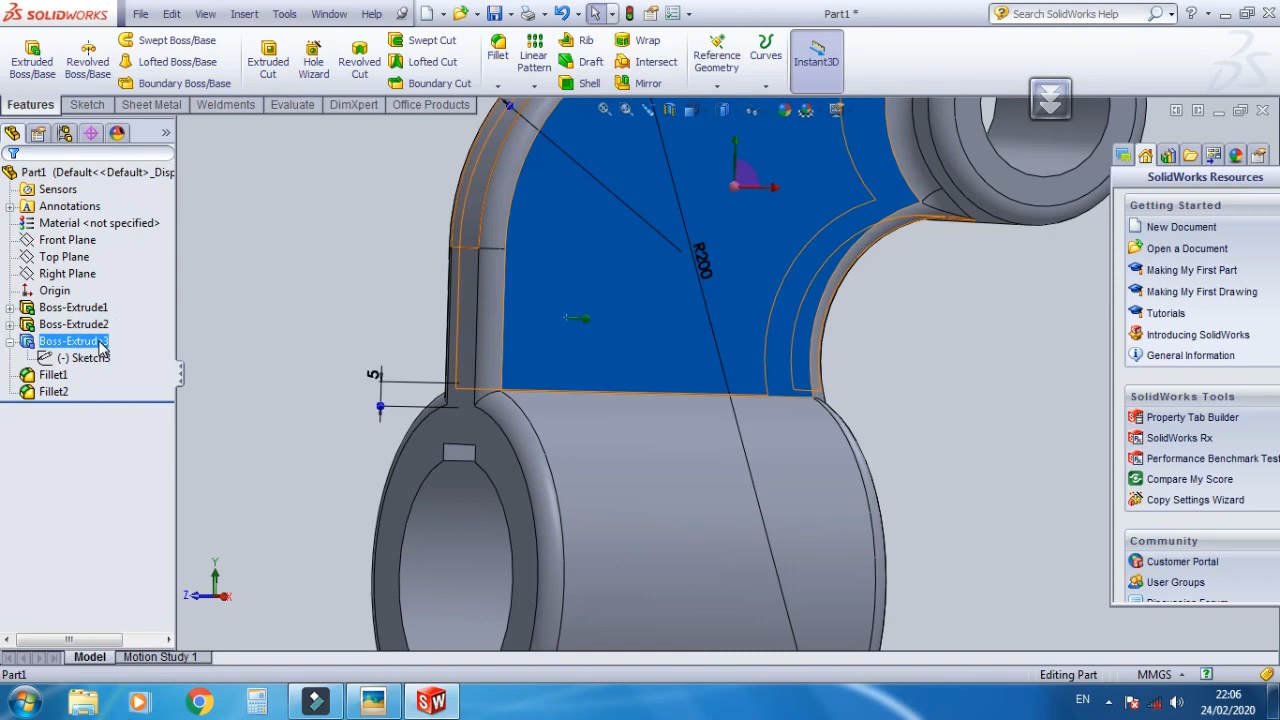 SOLIDWORKS File Edit View Insert Tools Window Help Part1 * Search SolidWorks Help
Extruded Boss/Base
Revolved Boss/Base
Swept Boss/Base
Lofted Boss/Base
Boundary Boss/Base
Extruded Cut
Hole Wizard
Revolved Cut
Swept Cut
Lofted Cut
Boundary Cut
Fillet
Linear Pattern
Rib
Draft
Shell
Wrap
Intersect
Mirror
Reference Geometry
Curves
Instant3D
Features Sketch Sheet Metal Weldments Evaluate DimXpert Office Products
Part1 (Default<<Default>_Disp
Sensors
Annotations
Material <not specified>
Front Plane
Top Plane
Right Plane
Origin
Boss-Extrude1
Boss-Extrude2
Boss-Extrude3
(-) Sketch3
Fillet1
Fillet2
R200
5
Y
Z
X
SolidWorks Resources
Getting Started
New Document
Open a Document
Making My First Part
Making My First Drawing
Tutorials
Introducing SolidWorks
General Information
SolidWorks Tools
Property Tab Builder
SolidWorks Rx
Performance Benchmark Test
Compare My Score
Copy Settings Wizard
Community
Customer Portal
User Groups
Model Motion Study 1
Part1 Editing Part MMGS
SW
EN
22:06
24/02/2020